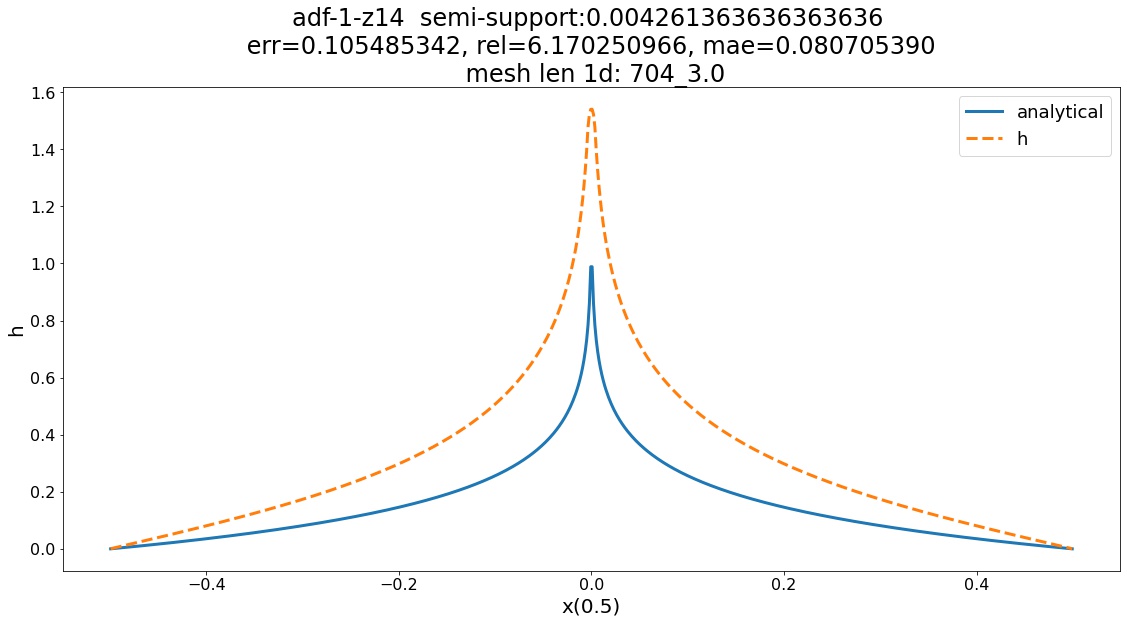 adf-1-z14  semi-support:0.004261363636363636
err=0.105485342, rel=6.170250966, mae=0.080705390
mesh len 1d: 704_3.0
analytical
h
1.6
1.4
1.2
1.0
0.8
0.6
0.4
0.2
0.0
h
−0.4
−0.2
0.0
0.2
0.4
x(0.5)